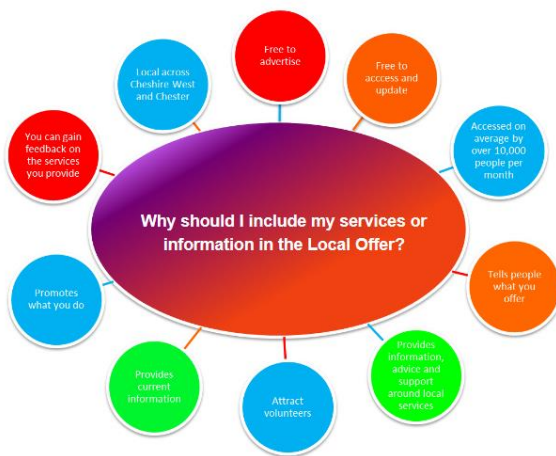 Why should I include my services or
information in the Local Offer?
Free to
advertise
Free to
acccess and
update
Accessed on
average by
over 10,000
people per
month
Tells people
what you
offer
Provides
information,
advice and
support
around local
services
Attract
volunteers
Provides
current
information
Promotes
what you do
You can gain
feedback on
the services
you provide
Local across
Cheshire West
and Chester